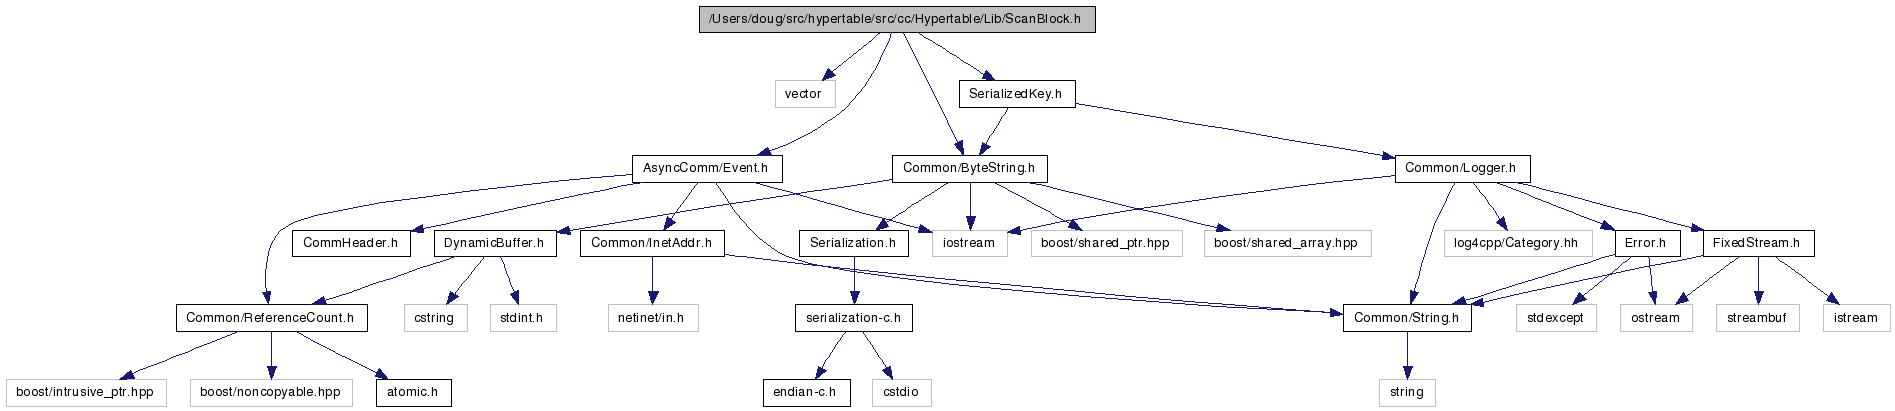 /Users/doug/src/hypertable/src/cc/Hypertable/Lib/ScanBlock.h
vector
SerializedKey.h
AsyncComm/Event.h
Common/ByteString.h
Common/Logger.h
CommHeader.h
DynamicBuffer.h
Common/InetAddr.h
Serialization.h
iostream
boost/shared_ptr.hpp
boost/shared_array.hpp
log4cpp/Category.hh
Error.h
FixedStream.h
Common/ReferenceCount.h
cstring
stdint.h
netinet/in.h
serialization-c.h
Common/String.h
stdexcept
ostream
streambuf
istream
boost/intrusive_ptr.hpp
boost/noncopyable.hpp
atomic.h
endian-c.h
cstdio
string